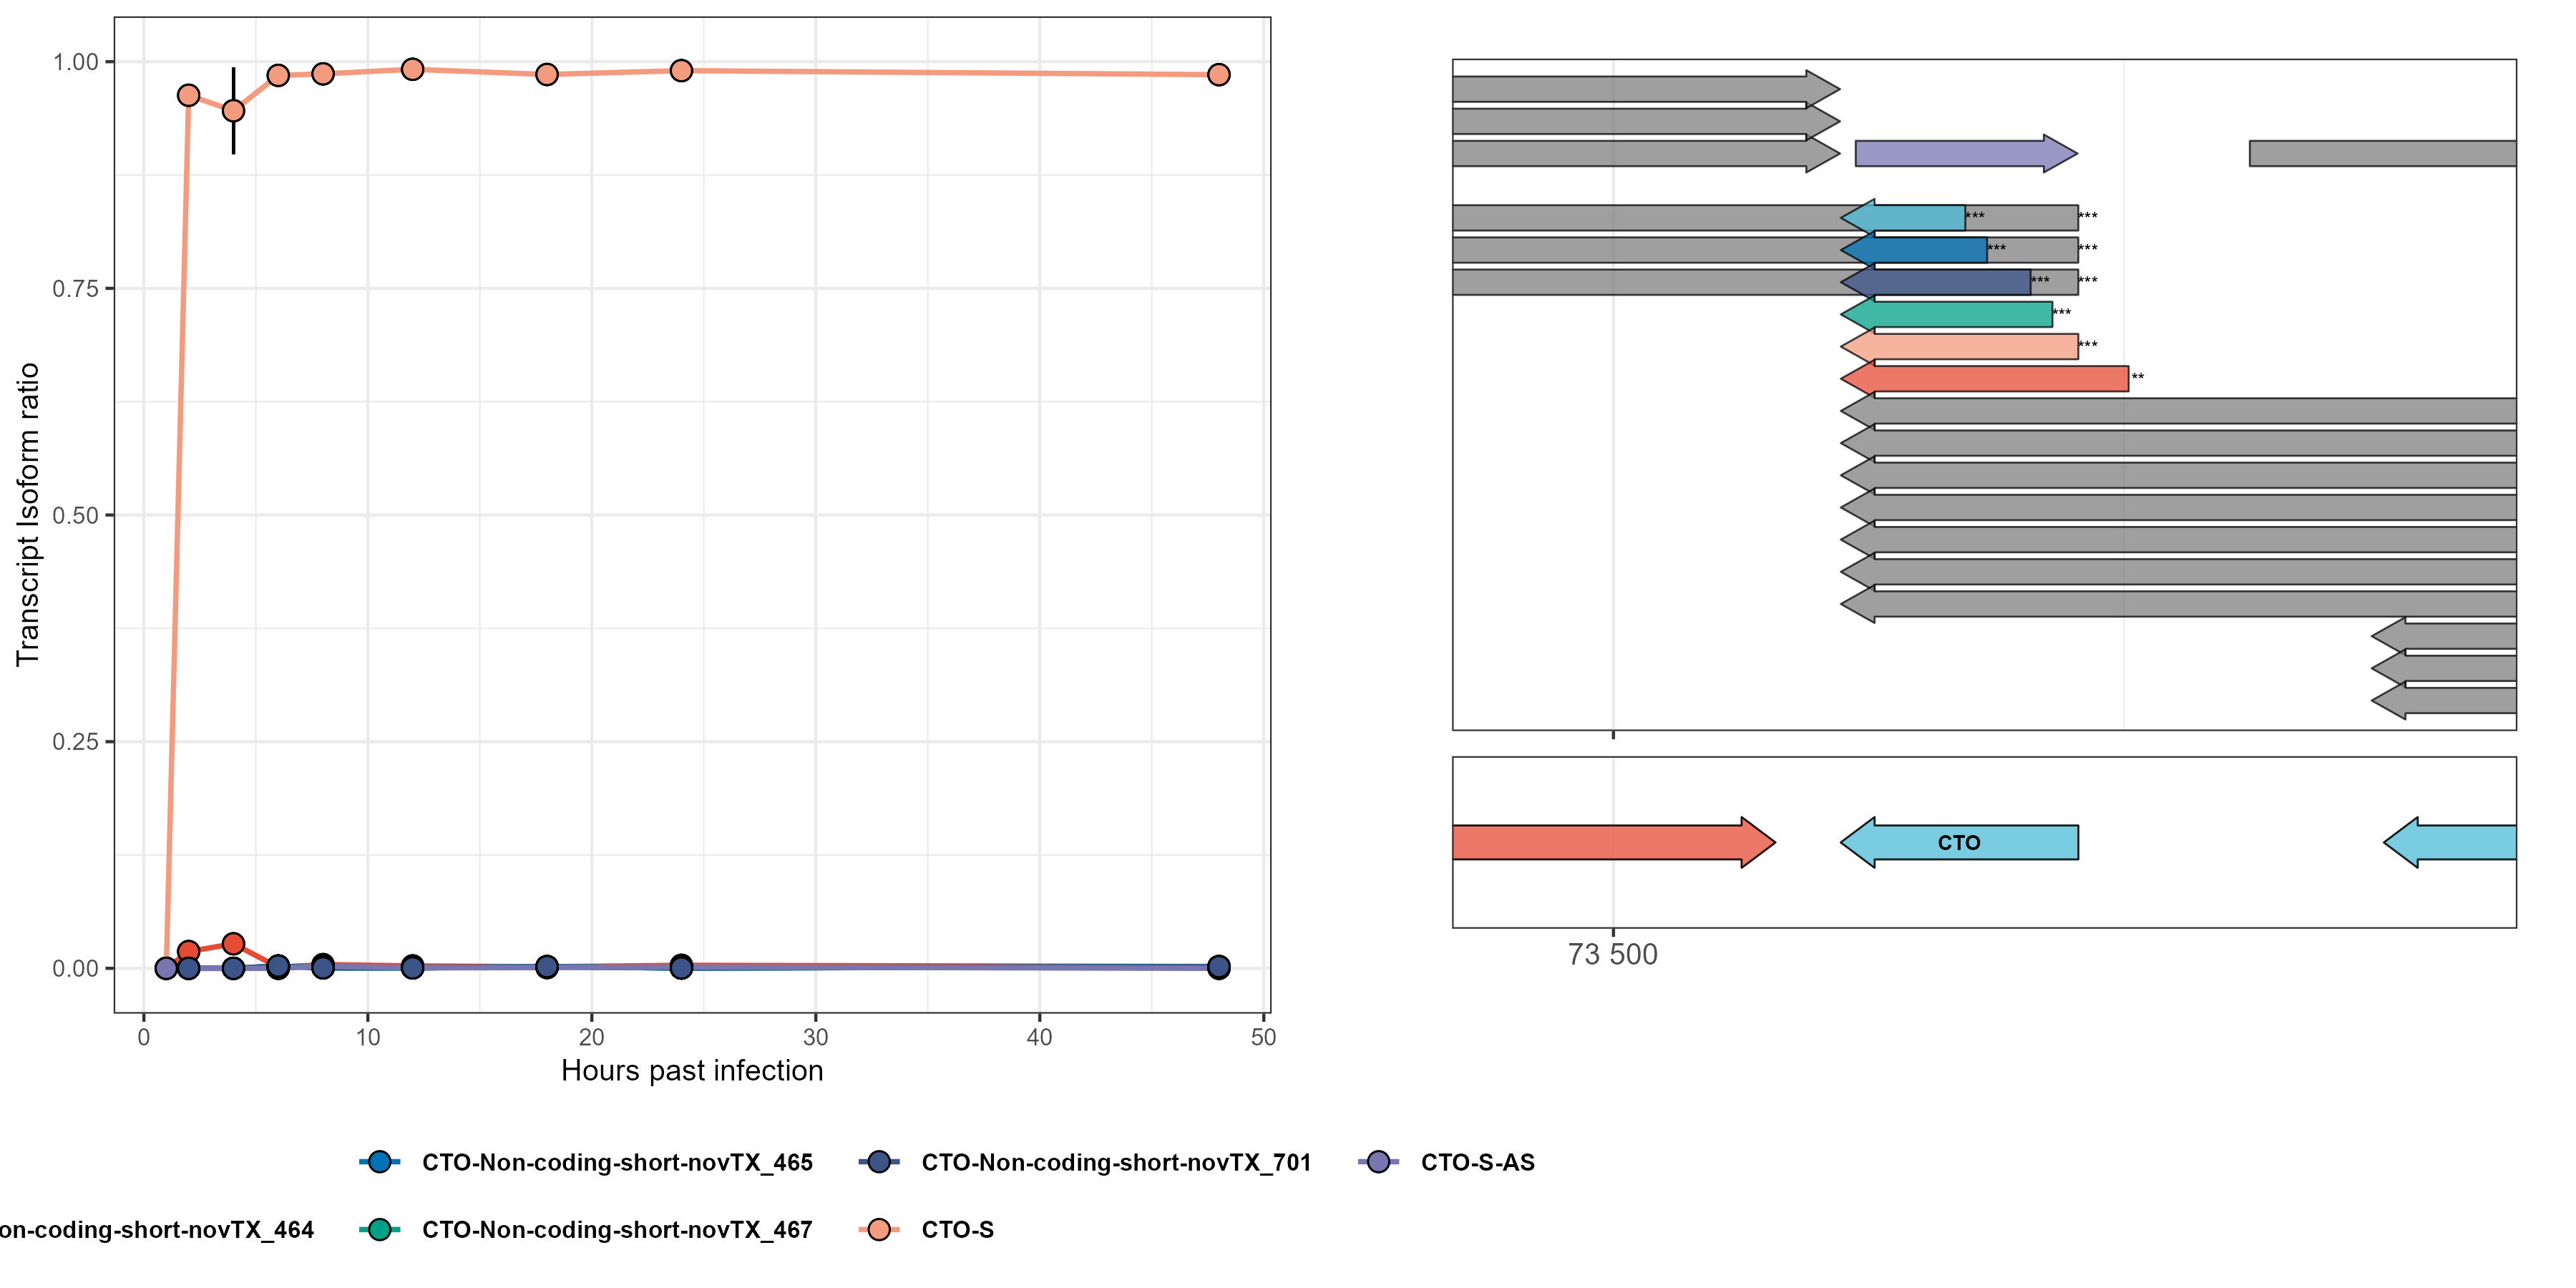 1.00
0.75
0.50
0.25
0.00
Transcript Isoform ratio
0 10 20 30 40 50
Hours past infection
***
***
***
***
***
***
***
***
**
CTO
73 500
CTO-Non-coding-short-novTX_465 CTO-Non-coding-short-novTX_701 CTO-S-AS
on-coding-short-novTX_464 CTO-Non-coding-short-novTX_467 CTO-S